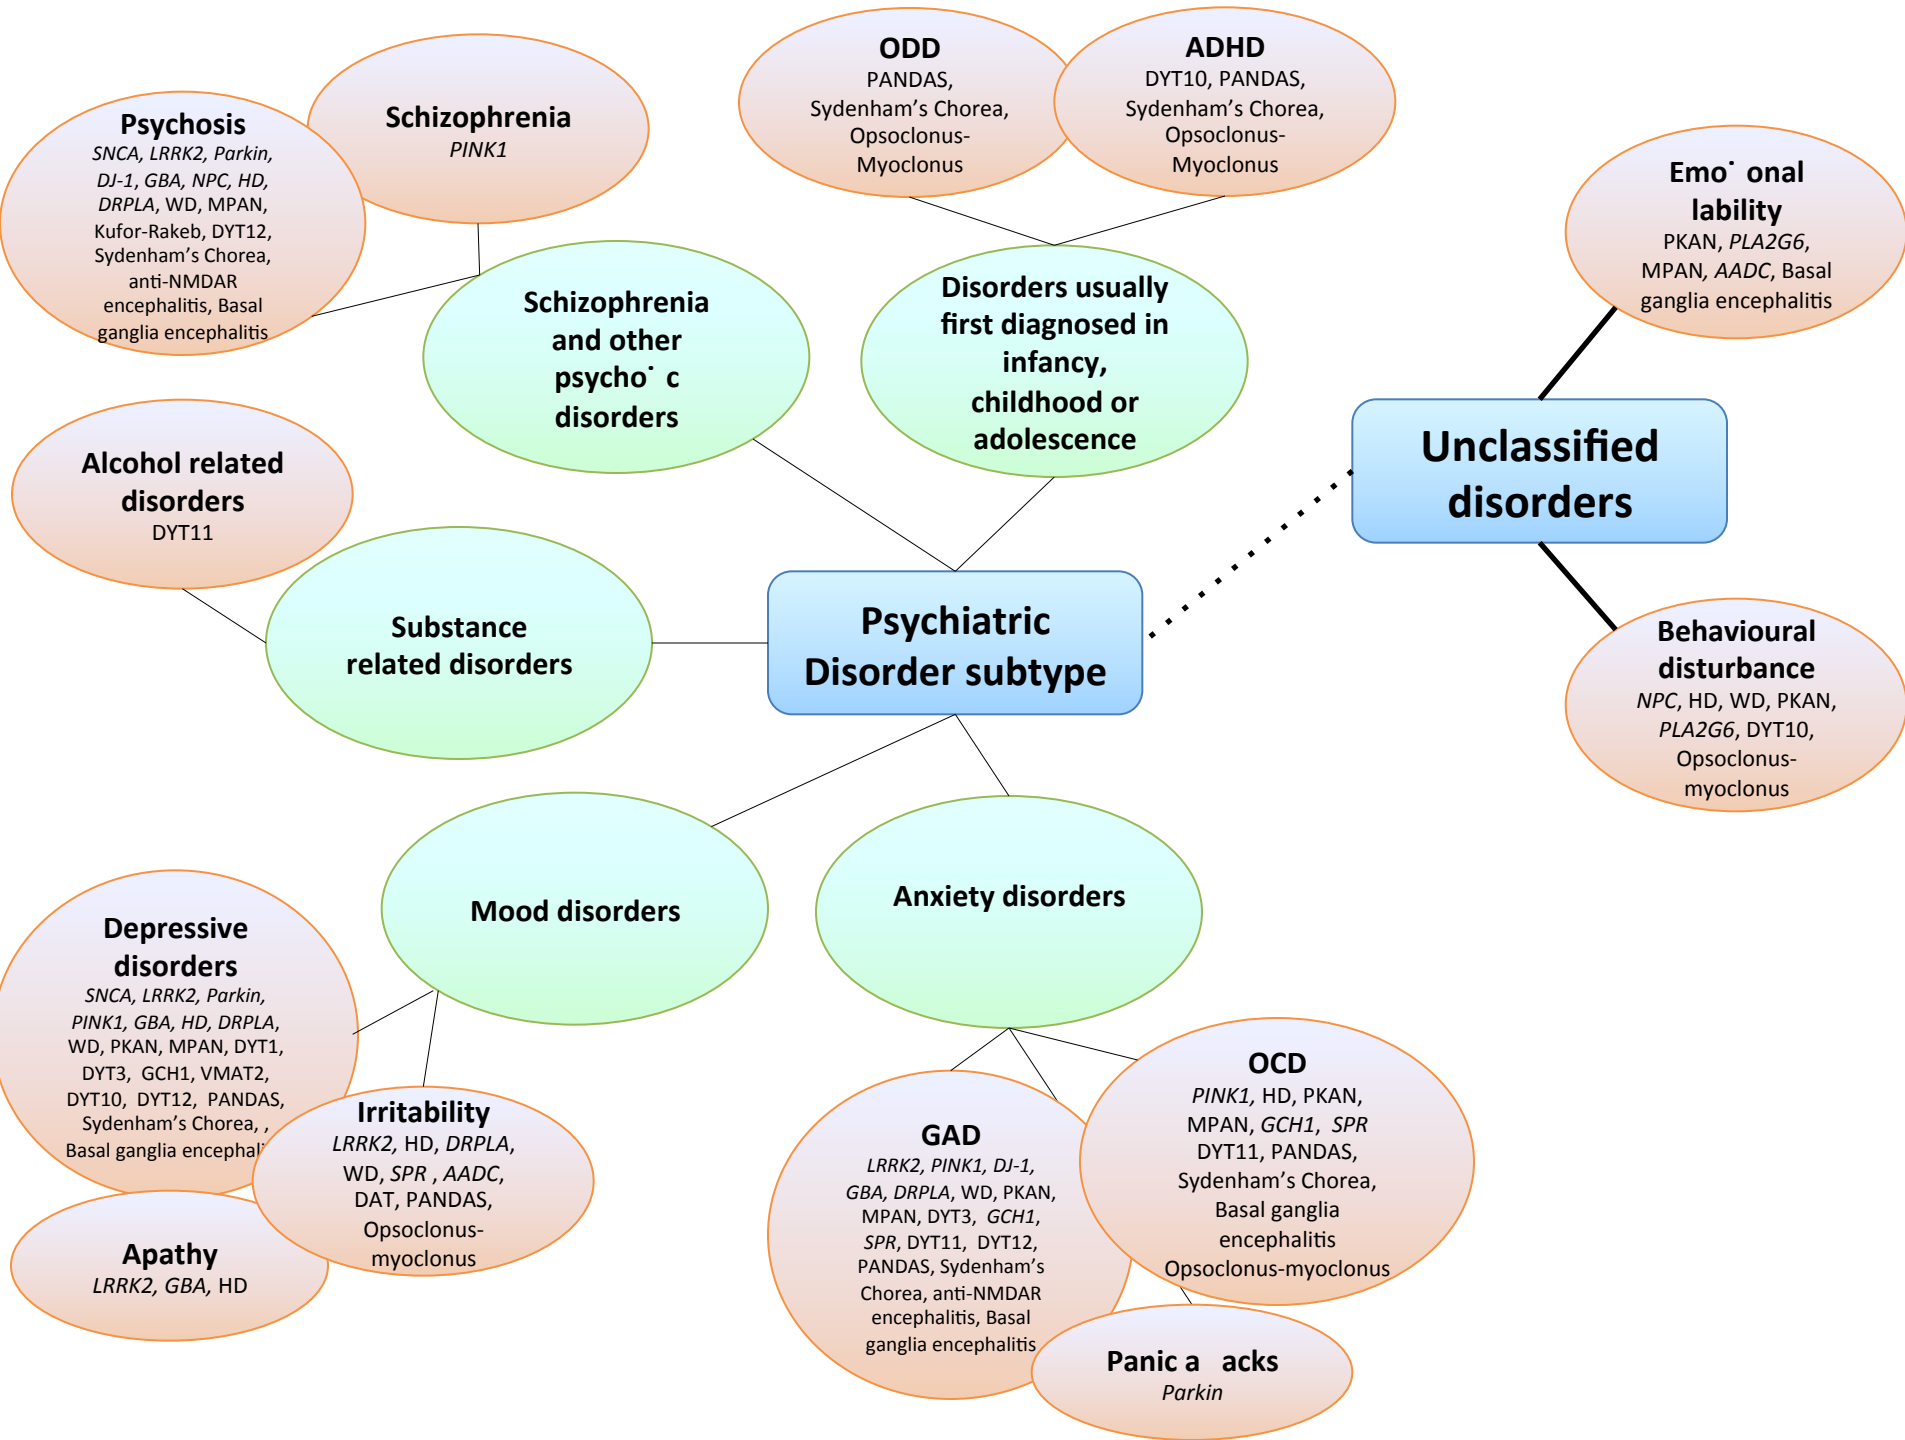 ODD
PANDAS,
Sydenham's Chorea,
Opsoclonus-
Myoclonus
ADHD
DYT10, PANDAS,
Sydenham's Chorea,
Opsoclonus-
Myoclonus
Schizophrenia
PINK1
Psychosis
SNCA, LRRK2, Parkin,
DJ-1, GBA, NPC, HD,
DRPLA, WD, MPAN,
Kufor-Rakeb, DYT12,
Sydenham's Chorea,
anti-NMDAR
encephalitis, Basal
ganglia encephalitis
Emo˙ onal
lability
PKAN, PLA2G6,
MPAN, AADC, Basal
ganglia encephalitis
Schizophrenia
and other
psycho˙ c
disorders
Disorders usually
first diagnosed in
infancy,
childhood or
adolescence
Unclassified
disorders
Alcohol related
disorders
DYT11
Substance
related disorders
Psychiatric
Disorder subtype
Behavioural
disturbance
NPC, HD, WD, PKAN,
PLA2G6, DYT10,
Opsoclonus-
myoclonus
Mood disorders
Anxiety disorders
Depressive
disorders
SNCA, LRRK2, Parkin,
PINK1, GBA, HD, DRPLA,
WD, PKAN, MPAN, DYT1,
DYT3, GCH1, VMAT2,
DYT10, DYT12, PANDAS,
Sydenham's Chorea, ,
Basal ganglia encephali
Irritability
LRRK2, HD, DRPLA,
WD, SPR , AADC,
DAT, PANDAS,
Opsoclonus-
myoclonus
Apathy
LRRK2, GBA, HD
GAD
LRRK2, PINK1, DJ-1,
GBA, DRPLA, WD, PKAN,
MPAN, DYT3, GCH1,
SPR, DYT11, DYT12,
PANDAS, Sydenham's
Chorea, anti-NMDAR
encephalitis, Basal
ganglia encephalitis
OCD
PINK1, HD, PKAN,
MPAN, GCH1, SPR
DYT11, PANDAS,
Sydenham's Chorea,
Basal ganglia
encephalitis
Opsoclonus-myoclonus
Panic a acks
Parkin